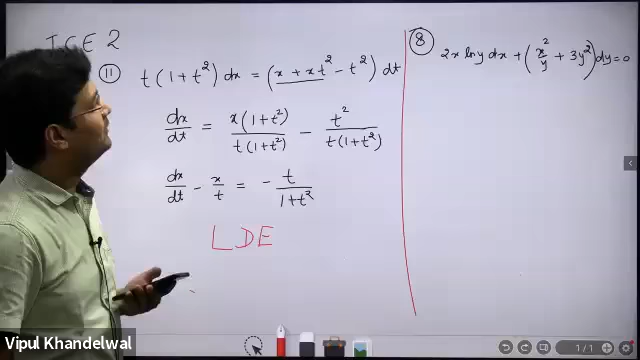 TCE 2
(11) t(1+t²) dx = (x + xt² - t²) dt
dx/dt = x(1+t²)/t(1+t²) - t²/t(1+t²)
dx/dt - x/t = - t/1+t²
LDE
(8) 2x ln y dx + (x²/y + 3y²) dy = 0
Vipul Khandelwal
1/1